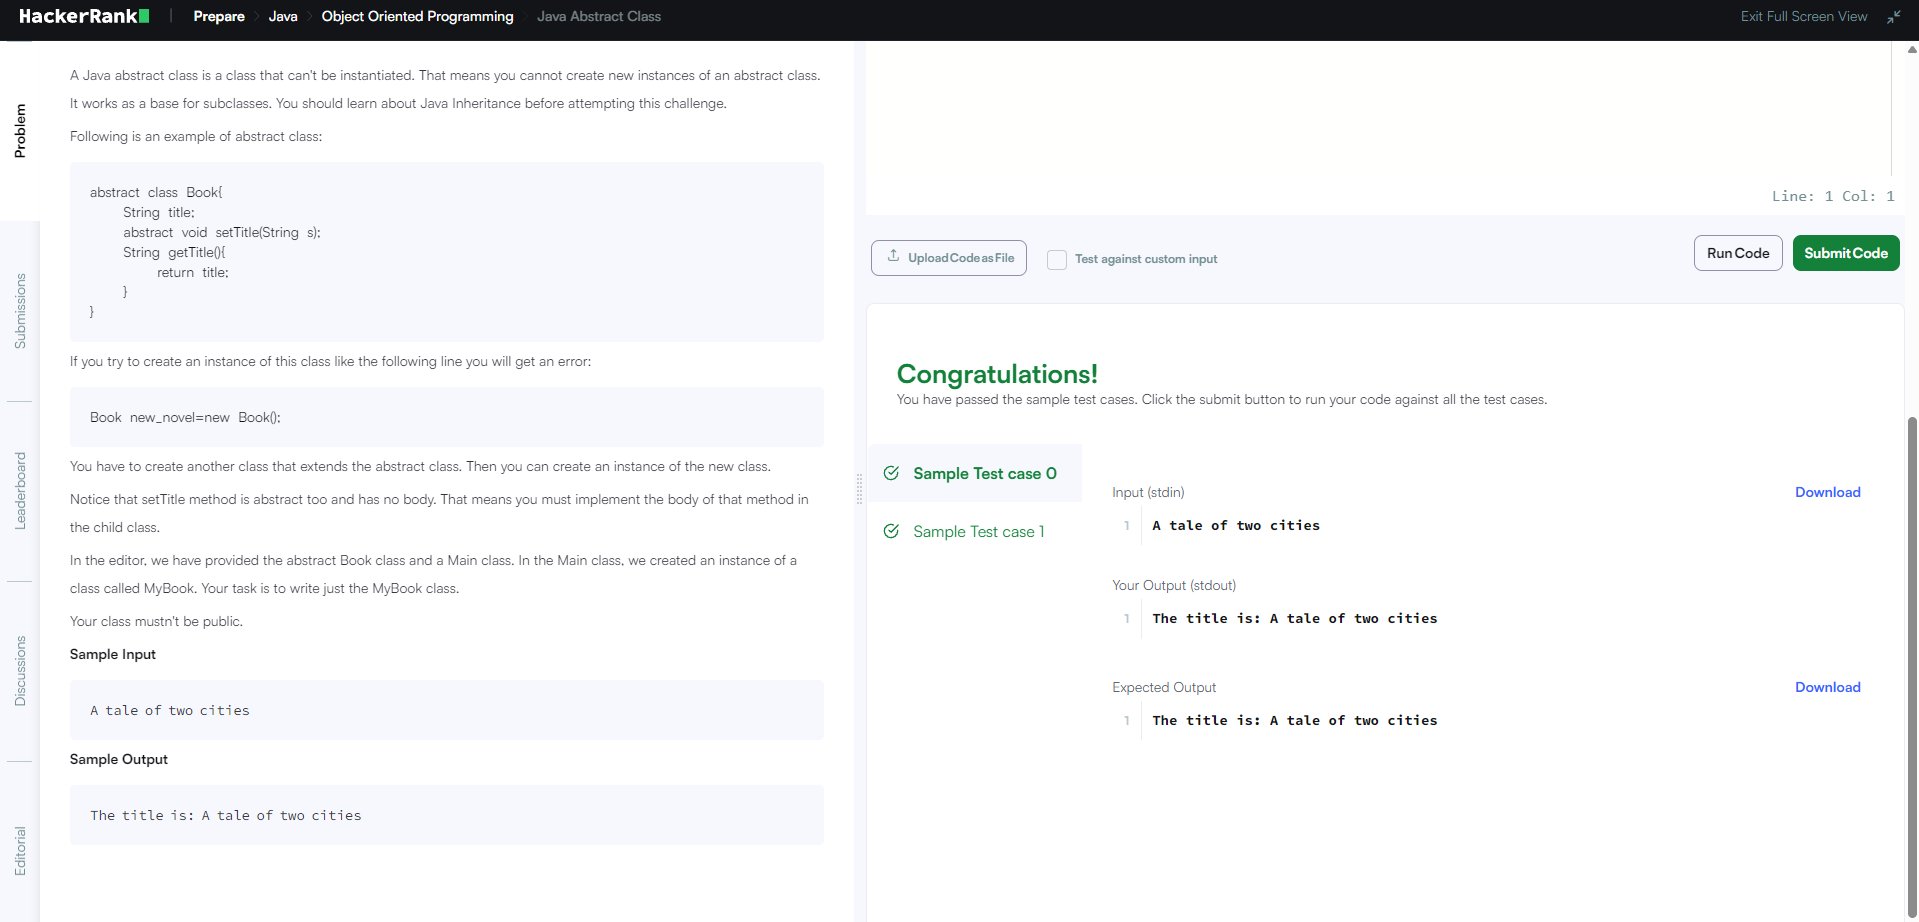 HackerRank
Prepare
Java
Object Oriented Programming
Java Abstract Class
Exit Full Screen View
Problem
Submissions
Leaderboard
Discussions
Editorial
A Java abstract class is a class that can't be instantiated. That means you cannot create new instances of an abstract class.
It works as a base for subclasses. You should learn about Java Inheritance before attempting this challenge.
Following is an example of abstract class:
abstract class Book{
String title;
abstract void setTitle(String s);
String getTitle(){
return title;
}
}
If you try to create an instance of this class like the following line you will get an error:
Book new_novel=new Book();
You have to create another class that extends the abstract class. Then you can create an instance of the new class.
Notice that setTitle method is abstract too and has no body. That means you must implement the body of that method in
the child class.
In the editor, we have provided the abstract Book class and a Main class. In the Main class, we created an instance of a
class called MyBook. Your task is to write just the MyBook class.
Your class mustn't be public.
Sample Input
A tale of two cities
Sample Output
The title is: A tale of two cities
Line: 1 Col: 1
Upload Code as File
Test against custom input
Run Code
Submit Code
Congratulations!
You have passed the sample test cases. Click the submit button to run your code against all the test cases.
Sample Test case 0
Sample Test case 1
Input (stdin)
Download
1 A tale of two cities
Your Output (stdout)
1 The title is: A tale of two cities
Expected Output
Download
1 The title is: A tale of two cities